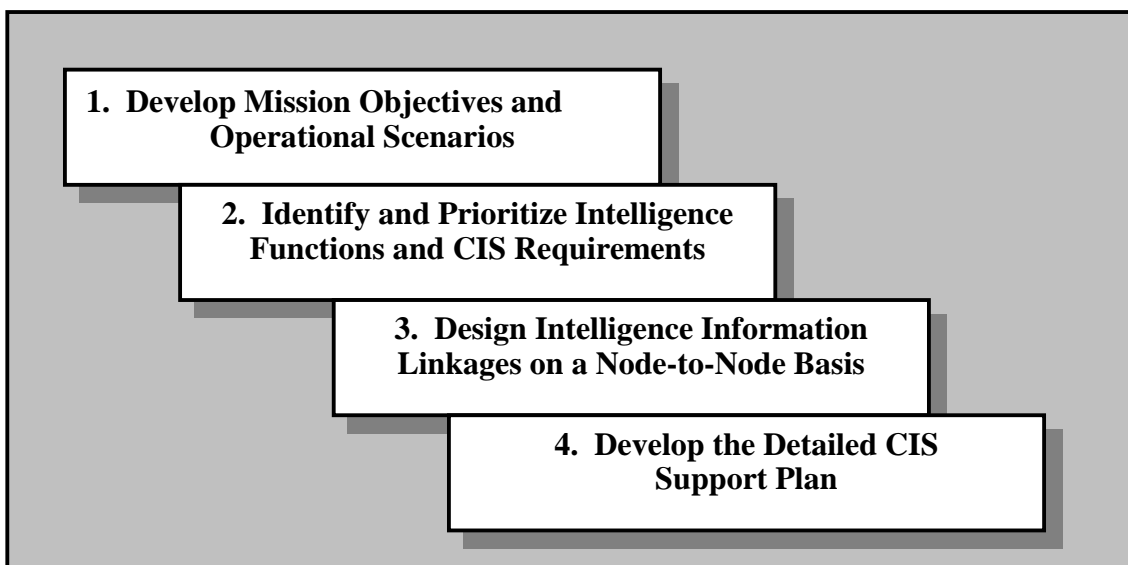 1. Develop Mission Objectives and
Operational Scenarios
2. Identify and Prioritize Intelligence
Functions and CIS Requirements
3. Design Intelligence Information
Linkages on a Node-to-Node Basis
4. Develop the Detailed CIS
Support Plan